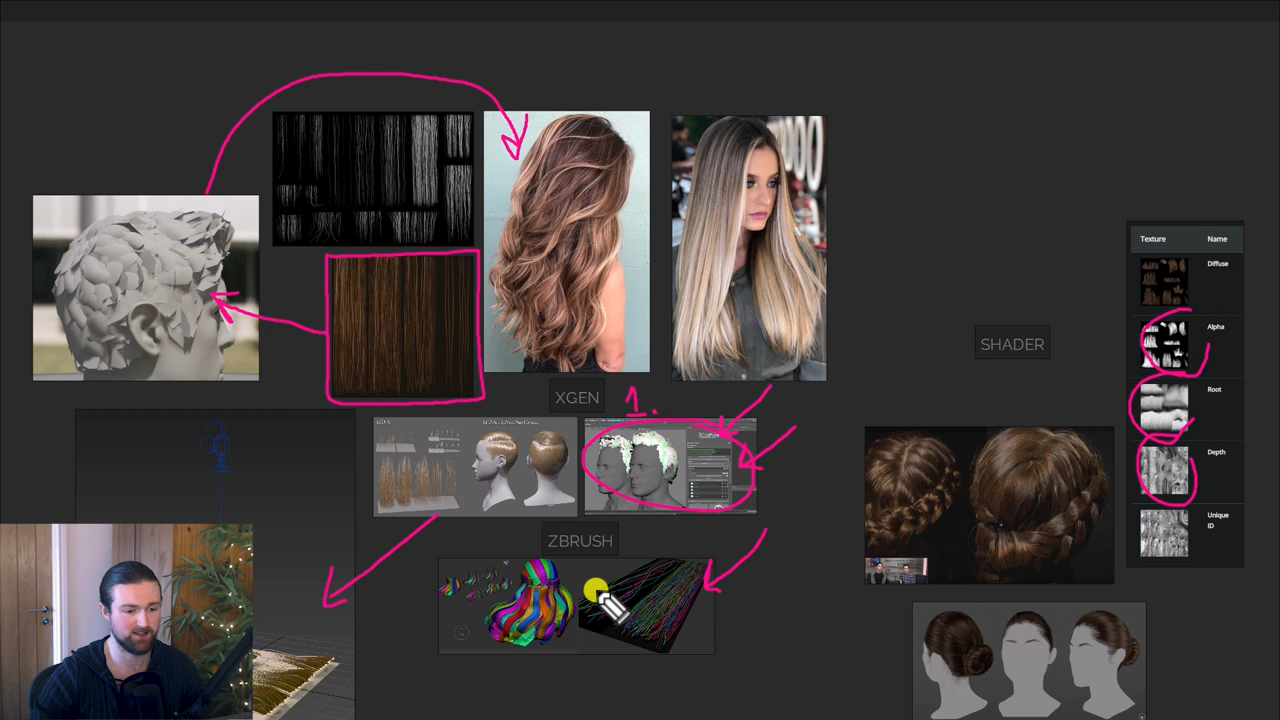 XGEN
1.
ZBRUSH
SHADER
Texture Name
Diffuse
Alpha
Root
Depth
Unique
ID